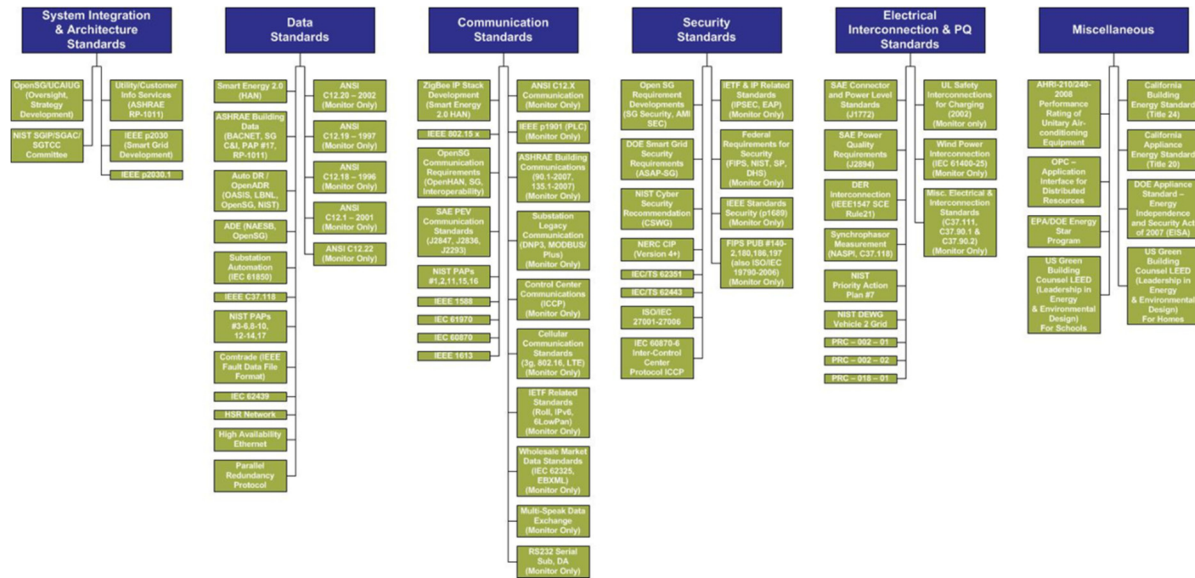 System Integration
& Architecture
Standards
OpenSG/UCAIUG
(Oversight,
Strategy
Development)
NIST SGIP/SGAC/
SGTCC
Committee
Utility/Customer
Info Services
(ASHRAE
RP-1011)
IEEE p2030
(Smart Grid
Development)
IEEE p2030.1
Data
Standards
Smart Energy 2.0
(HAN)
ASHRAE Building
Data
(BACNET, SG
C&I, PAP #17,
RP-1011)
Auto DR /
OpenADR
(OASIS, LBNL,
OpenSG, NIST)
ADE (NAESB,
OpenSG)
Substation
Automation
(IEC 61850)
IEEE C37.118
NIST PAPs
#3-6,8-10,
12-14,17
Comtrade (IEEE
Fault Data File
Format)
IEC 62439
HSR Network
High Availability
Ethernet
Parallel
Redundancy
Protocol
ANSI
C12.20 – 2002
(Monitor Only)
ANSI
C12.19 – 1997
(Monitor Only)
ANSI
C12.18 – 1996
(Monitor Only)
ANSI
C12.1 – 2001
(Monitor Only)
ANSI C12.22
(Monitor Only)
Communication
Standards
ZigBee IP Stack
Development
(Smart Energy
2.0 HAN)
IEEE 802.15 x
OpenSG
Communication
Requirements
(OpenHAN, SG,
Interoperability)
SAE PEV
Communication
Standards
(J2847, J2836,
J2293)
NIST PAPs
#1,2,11,15,16
IEEE 1588
IEC 61970
IEC 60870
IEEE 1613
ANSI C12.X
Communication
(Monitor Only)
IEEE p1901 (PLC)
(Monitor Only)
ASHRAE Building
Communications
(90.1-2007,
135.1-2007)
(Monitor Only)
Substation
Legacy
Communication
(DNP3, MODBUS/
Plus)
(Monitor Only)
Control Center
Communications
(ICCP)
(Monitor Only)
Cellular
Communication
Standards
(3g, 802.16, LTE)
(Monitor Only)
IETF Related
Standards
(Roll, IPv6,
6LowPan)
(Monitor Only)
Wholesale Market
Data Standards
(IEC 62325,
EBXML)
(Monitor Only)
Multi-Speak Data
Exchange
(Monitor Only)
RS232 Serial
Sub, DA
(Monitor Only)
Security
Standards
Open SG
Requirement
Developments
(SG Security, AMI
SEC)
DOE Smart Grid
Security
Requirements
(ASAP-SG)
NIST Cyber
Security
Recommendation
(CSWG)
NERC CIP
(Version 4+)
IEC/TS 62351
IEC/TS 62443
ISO/IEC
27001-27006
IEC 60870-6
Inter-Control
Center
Protocol ICCP
IETF & IP Related
Standards
(IPSEC, EAP)
(Monitor Only)
Federal
Requirements for
Security
(FIPS, NIST, SP,
DHS)
(Monitor Only)
IEEE Standards
Security (p1689)
(Monitor Only)
FIPS PUB #140-
2,180,186,197
(also ISO/IEC
19790-2006)
(Monitor Only)
Electrical
Interconnection & PQ
Standards
SAE Connector
and Power Level
Standards
(J1772)
SAE Power
Quality
Requirements
(J2894)
DER
Interconnection
(IEEE1547 SCE
Rule21)
Synchrophasor
Measurement
(NASPI, C37.118)
NIST
Priority Action
Plan #7
NIST DEWG
Vehicle 2 Grid
PRC – 002 – 01
PRC – 002 – 02
PRC – 018 – 01
UL Safety
Interconnections
for Charging
(2002)
(Monitor only)
Wind Power
Interconnection
(IEC 61400-25)
(Monitor Only)
Misc. Electrical &
Interconnection
Standards
(C37.111,
C37.90.1 &
C37.90.2)
(Monitor Only)
Miscellaneous
AHRI-210/240-
2008
Performance
Rating of
Unitary Air-
conditioning
Equipment
OPC –
Application
Interface for
Distributed
Resources
EPA/DOE Energy
Star
Program
US Green
Building
Counsel LEED
(Leadership in
Energy
& Environmental
Design)
For Schools
California
Building
Energy Standard
(Title 24)
California
Appliance
Energy Standard
(Title 20)
DOE Appliance
Standard –
Energy
Independence
and Security Act
of 2007 (EISA)
US Green
Building
Counsel LEED
(Leadership in
Energy
& Environmental
Design)
For Homes